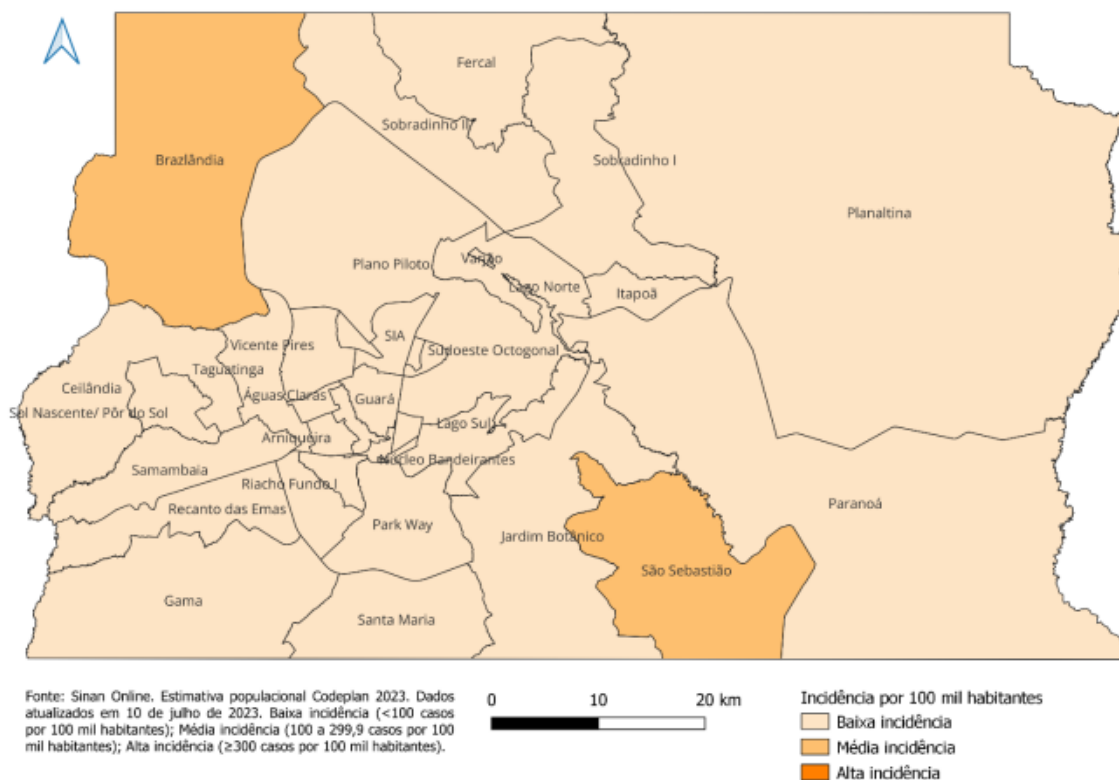 Fercal
Sobradinho II
Brazlândia
Sobradinho I
Planaltina
Plano Piloto
Varjão
Lago Norte
Itapoã
SIA
Vicente Pires
Sudoeste Octogonal
Taguatinga
Ceilândia
Águas Claras
Guará
Sol Nascente/ Pôr do Sol
Lago Sul
Arniqueira
Núcleo Bandeirantes
Samambaia
Riacho Fundo I
Recanto das Emas
Park Way
Jardim Botânico
Paranoá
São Sebastião
Gama
Santa Maria
Fonte: Sinan Online. Estimativa populacional Codeplan 2023. Dados
atualizados em 10 de julho de 2023. Baixa incidência (<100 casos
por 100 mil habitantes); Média incidência (100 a 299,9 casos por 100
mil habitantes); Alta incidência (≥300 casos por 100 mil habitantes).
0 10 20 km
Incidência por 100 mil habitantes
Baixa incidência
Média incidência
Alta incidência